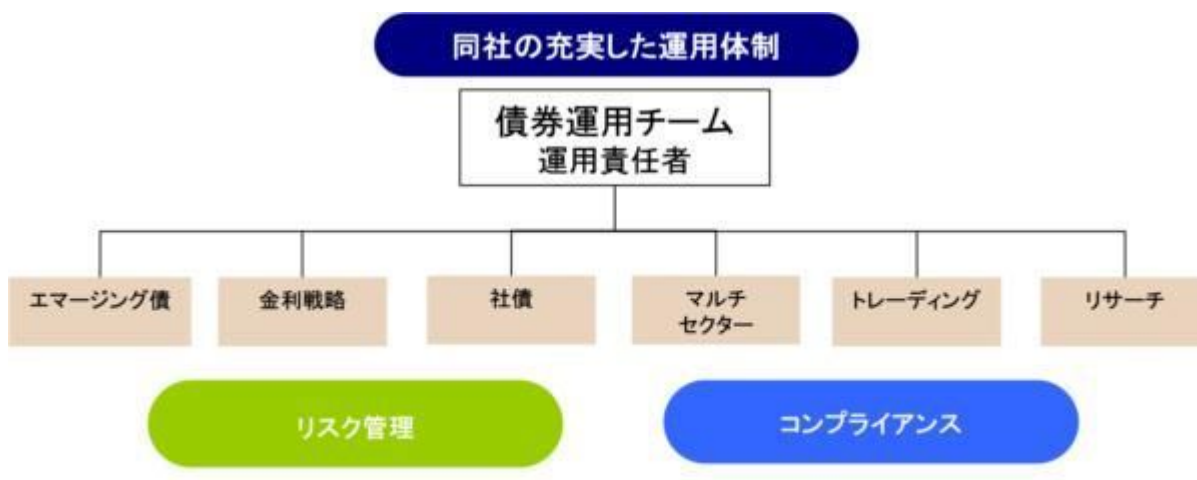 同社の充実した運用体制
債券運用チーム
運用責任者
エマージング債
金利戦略
社債
マルチ
セクター
トレーディング
リサーチ
リスク管理
コンプライアンス